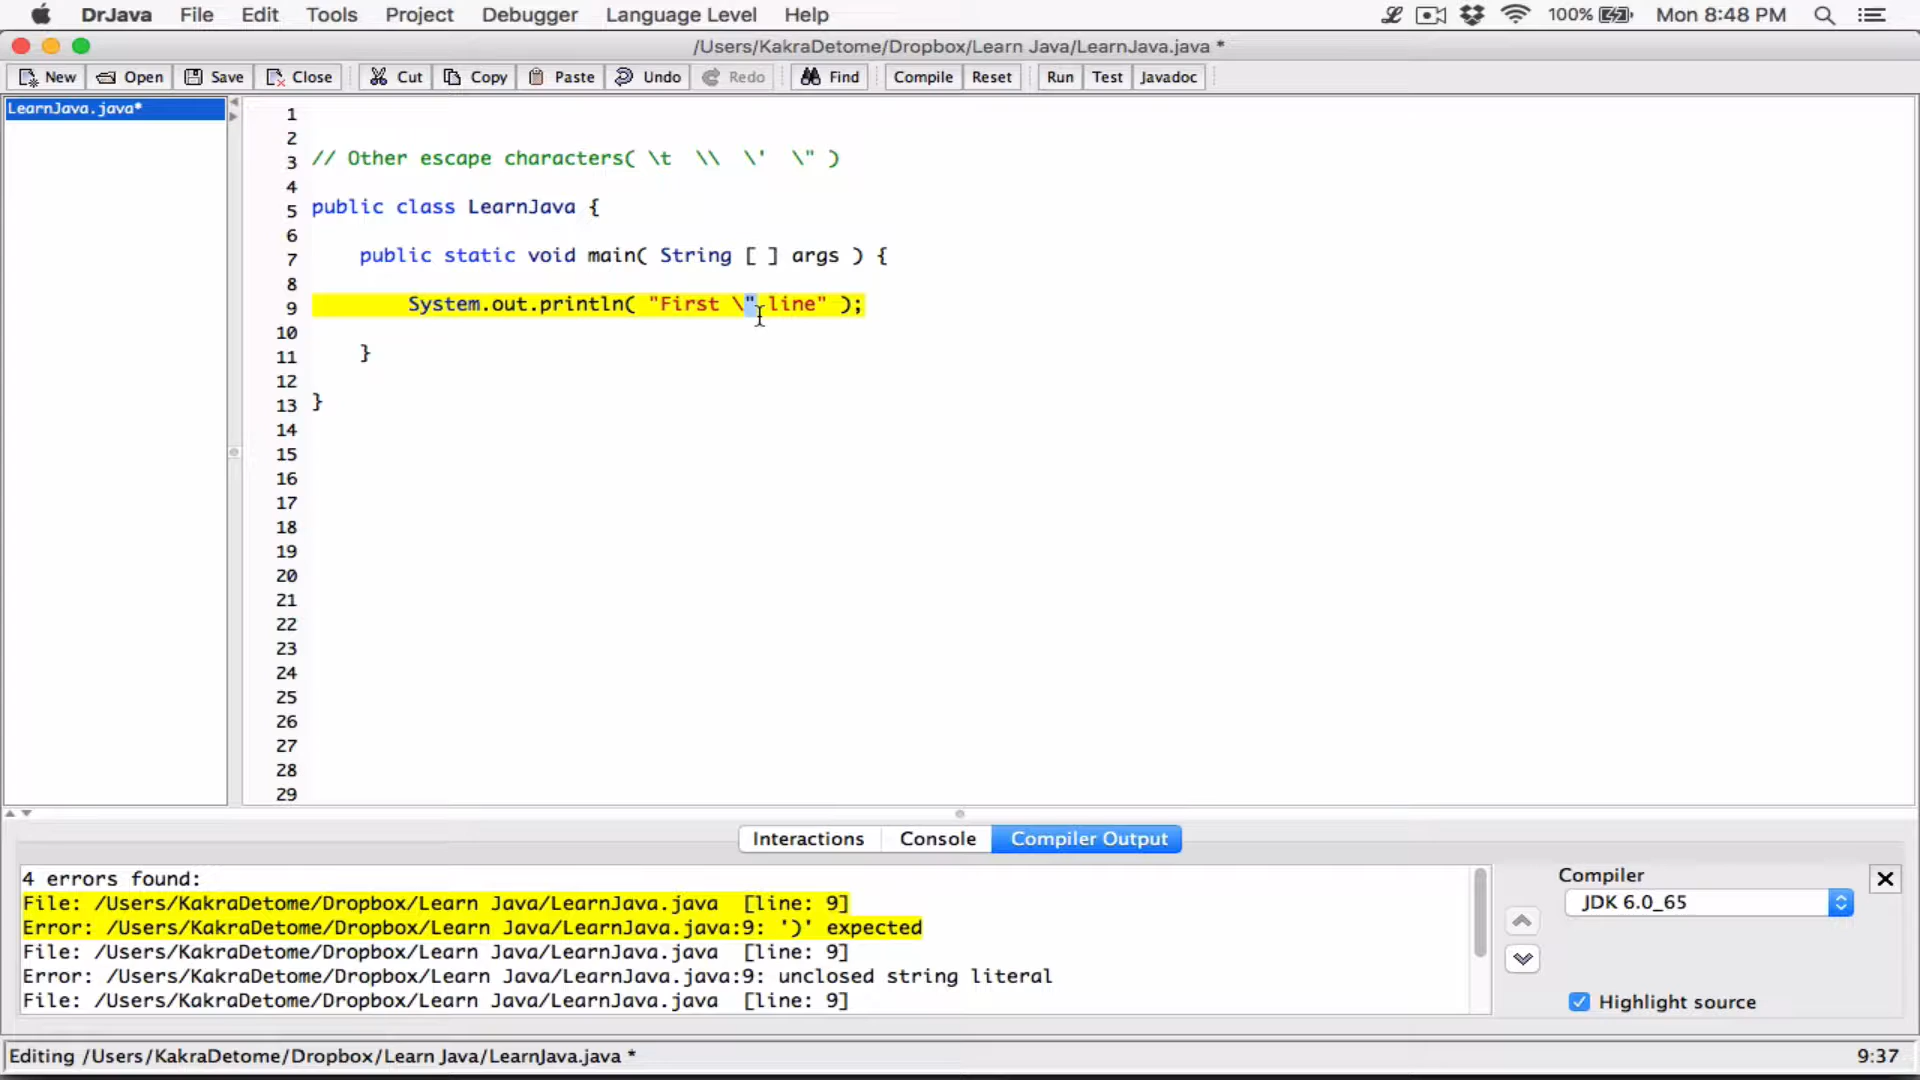 DrJava File Edit Tools Project Debugger Language Level Help 100% Mon 8:48 PM
/Users/KakraDetome/Dropbox/Learn Java/LearnJava.java *
New Open Save Close Cut Copy Paste Undo Redo Find Compile Reset Run Test Javadoc
LearnJava.java*
1
2
3 // Other escape characters( \t \\ \' \" )
4
5 public class LearnJava {
6
7 public static void main( String [ ] args ) {
8
9 System.out.println( "First \" line" );
10
11 }
12
13 }
14
15
16
17
18
19
20
21
22
23
24
25
26
27
28
29
Interactions Console Compiler Output
4 errors found:
File: /Users/KakraDetome/Dropbox/Learn Java/LearnJava.java [line: 9]
Error: /Users/KakraDetome/Dropbox/Learn Java/LearnJava.java:9: ')' expected
File: /Users/KakraDetome/Dropbox/Learn Java/LearnJava.java [line: 9]
Error: /Users/KakraDetome/Dropbox/Learn Java/LearnJava.java:9: unclosed string literal
File: /Users/KakraDetome/Dropbox/Learn Java/LearnJava.java [line: 9]
Compiler
JDK 6.0_65
Highlight source
Editing /Users/KakraDetome/Dropbox/Learn Java/LearnJava.java * 9:37